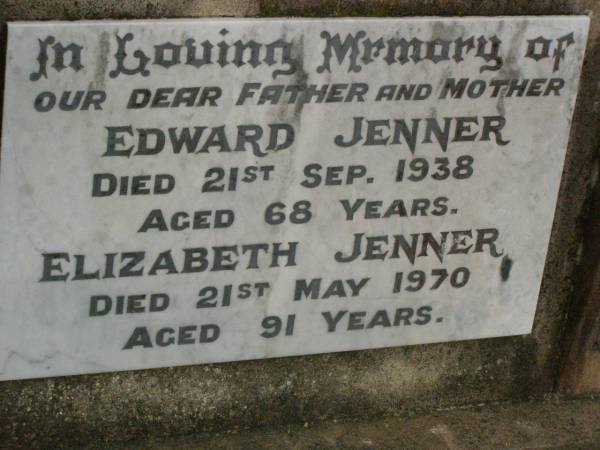 In Loving Memory of
OUR DEAR FATHER AND MOTHER
EDWARD JENNER
DIED 21ST SEP. 1938
AGED 68 YEARS.
ELIZABETH JENNER
DIED 21ST MAY 1970
AGED 91 YEARS.